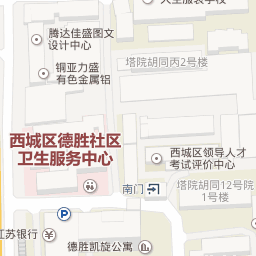 腾达佳盛图文
设计中心
塔院胡同丙2号楼
铜亚力盛
有色金属铝
西城区德胜社区
卫生服务中心
西城区领导人才
考试评价中心
南门
塔院胡同12号院
1号楼
江苏银行
德胜凯旋公寓